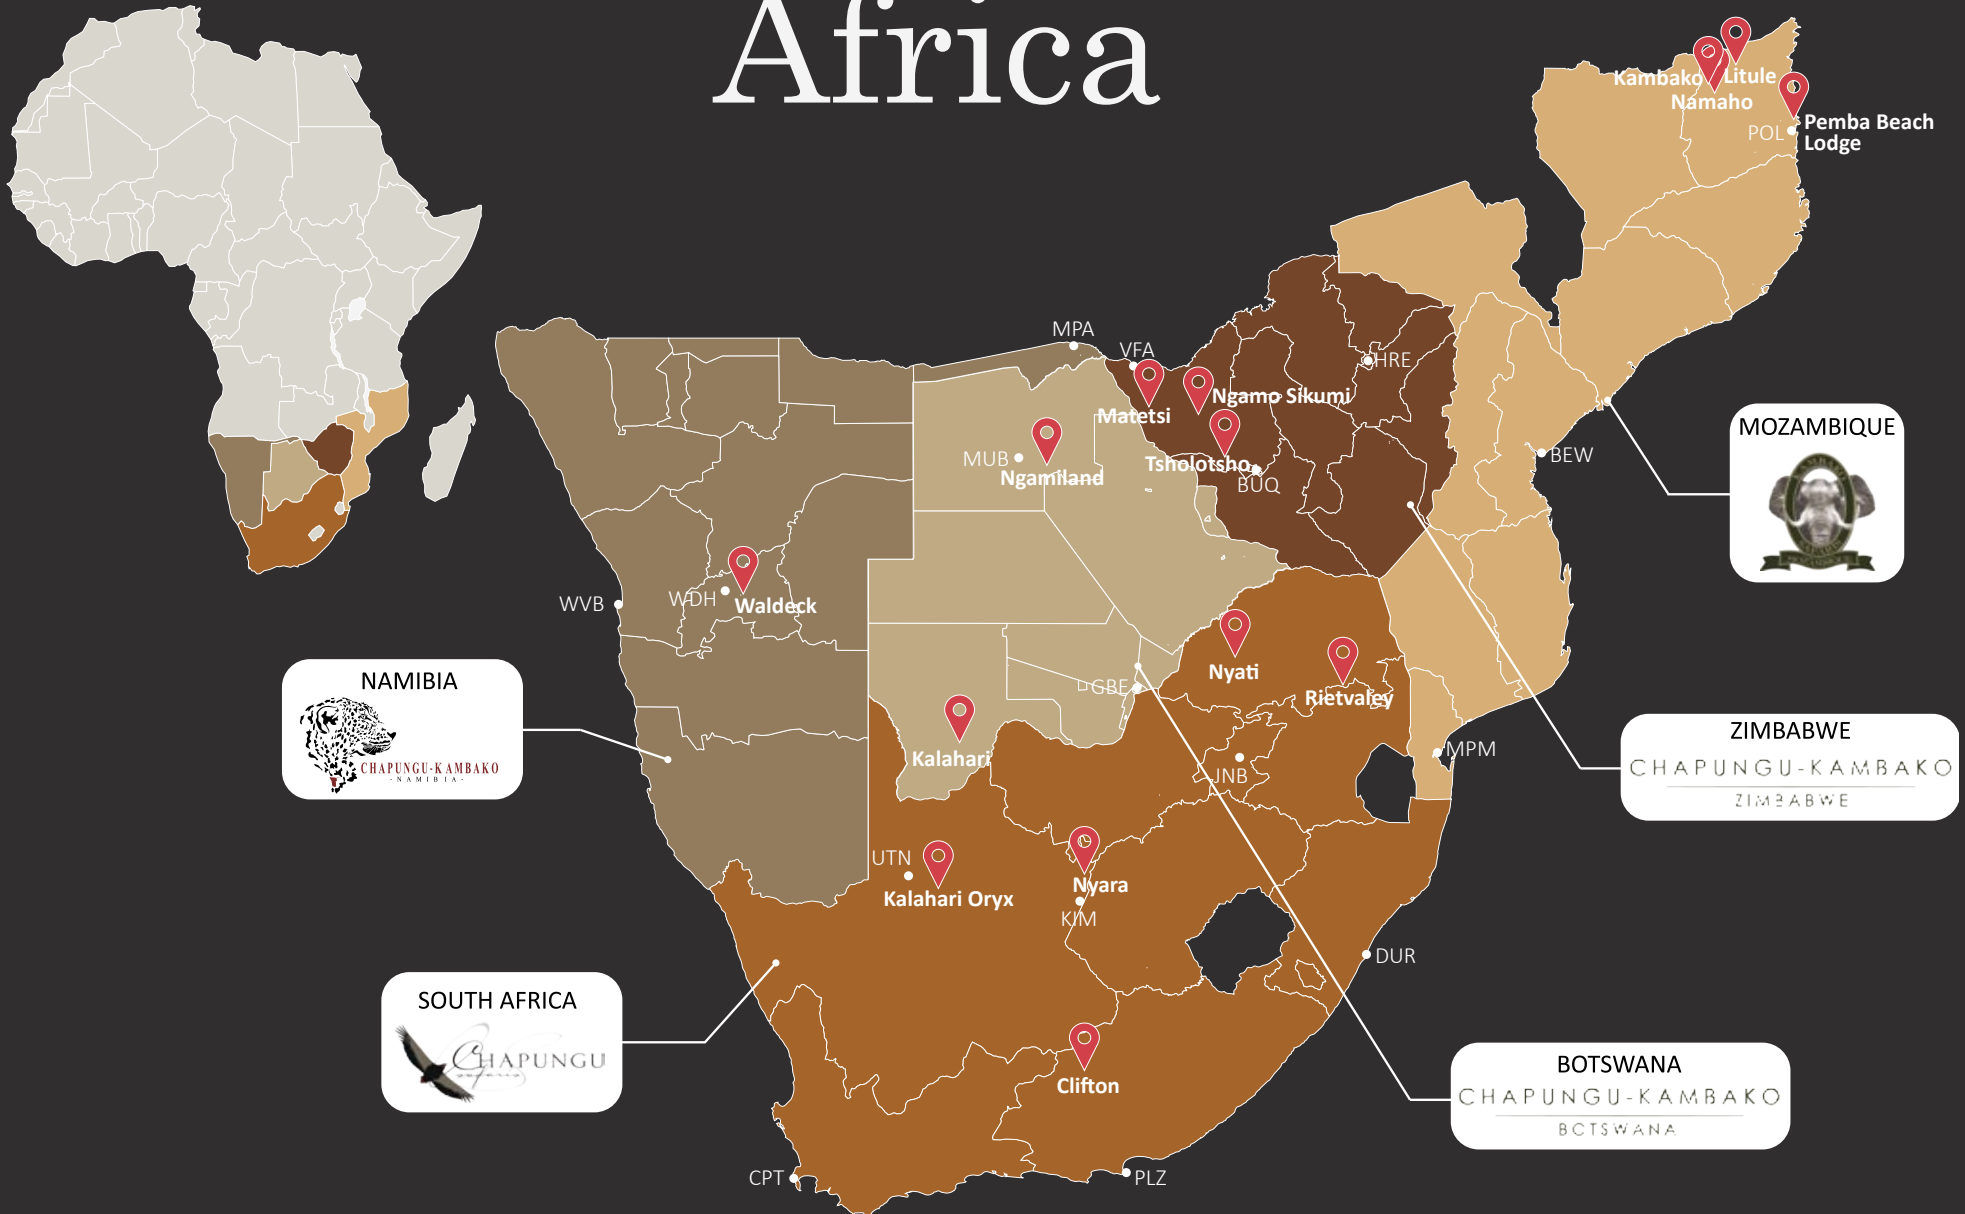 Africa
Kambako
Litule
Namaho
Pemba Beach
Lodge
POL
MPA
VFA
HRE
Matetsi
Ngamo Sikumi
MOZAMBIQUE
MUB
Ngamiland
Tsholotsho
BUQ
BEW
WVB
WDH
Waldeck
Nyati
NAMIBIA
CHAPUNGU-KAMBAKO
-NAMIBIA-
GBE
Rietvaley
Kalahari
JNB
MPM
ZIMBABWE
CHAPUNGU-KAMBAKO
ZIMBABWE
UTN
Kalahari Oryx
Nyara
KIM
DUR
SOUTH AFRICA
CHAPUNGU
safaris
Clifton
BOTSWANA
CHAPUNGU-KAMBAKO
BOTSWANA
CPT
PLZ